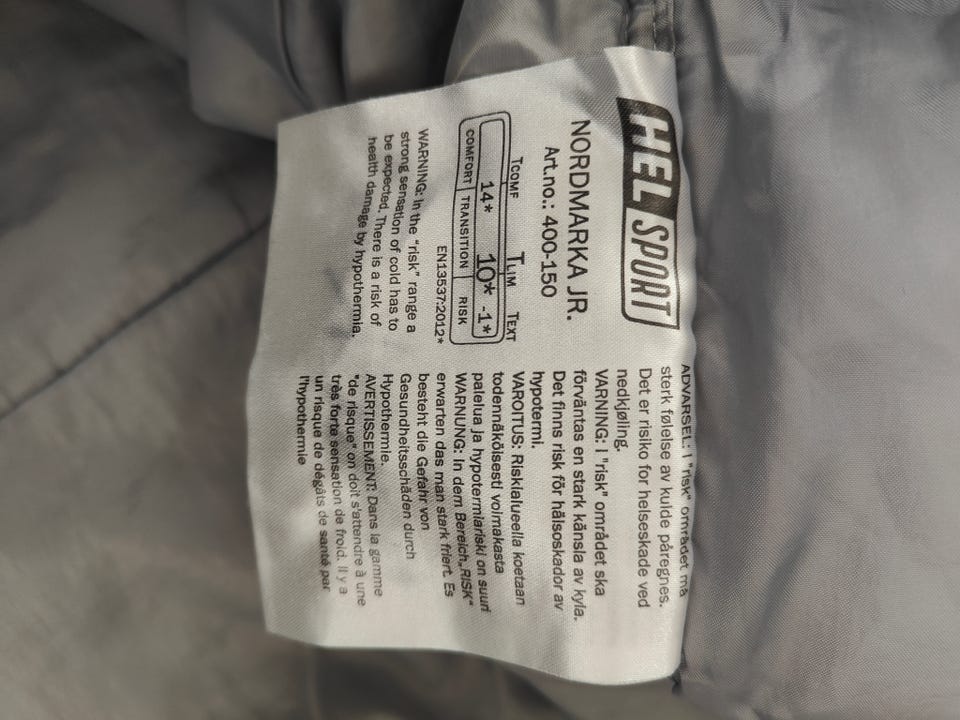 HELSPORT
NORDMARKA JR.
Art.no.: 400-150
TCOMF TLIM TEXT
14* 10* -1*
COMFORT TRANSITION RISK
EN13537:2012*
WARNING: In the "risk" range a
strong sensation of cold has to
be expected. There is a risk of
health damage by hypothermia.
ADVARSEL: I "risk" området må
sterk følelse av kulde påregnes.
Det er risiko for helseskade ved
nedkjøling.
VARNING: I "risk" området ska
förväntas en stark känsla av kyla.
Det finns risk för hälsoskador av
hypotermi.
VAROITUS: Riskialueella koetaan
todennäköisesti voimakasta
palelua ja hypotermiariski on suuri
WARNUNG: In dem Bereich„RISK“
erwarten das man stark friert. Es
besteht die Gefahr von
Gesundheitsschäden durch
Hypothermie.
AVERTISSEMENT: Dans la gamme
"de risque" on doit s'attendre à une
très forte sensation de froid. Il y a
un risque de dégâts de santé par
l'hypothermie